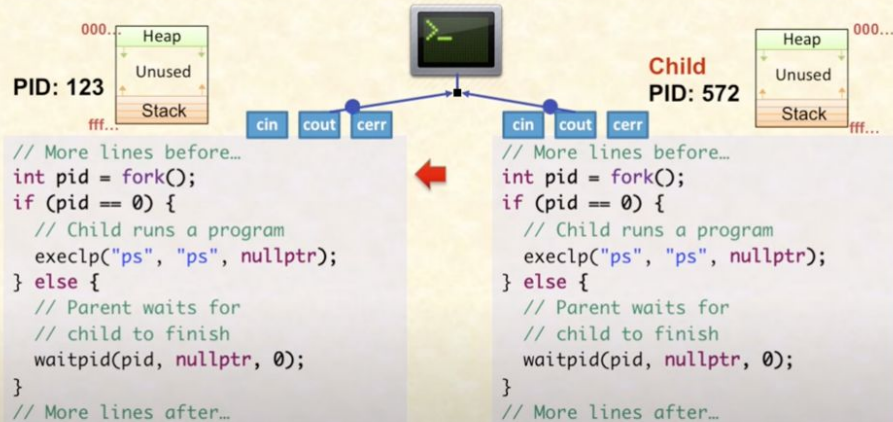 000...
Heap
Unused
Stack
fff...
PID: 123
cin
cout
cerr
>_
Child
PID: 572
Heap
Unused
Stack
000...
fff...
cin
cout
cerr
// More lines before…
int pid = fork();
if (pid == 0) {
// Child runs a program
execlp("ps", "ps", nullptr);
} else {
// Parent waits for
// child to finish
waitpid(pid, nullptr, 0);
}
// More lines after…
// More lines before…
int pid = fork();
if (pid == 0) {
// Child runs a program
execlp("ps", "ps", nullptr);
} else {
// Parent waits for
// child to finish
waitpid(pid, nullptr, 0);
}
// More lines after…